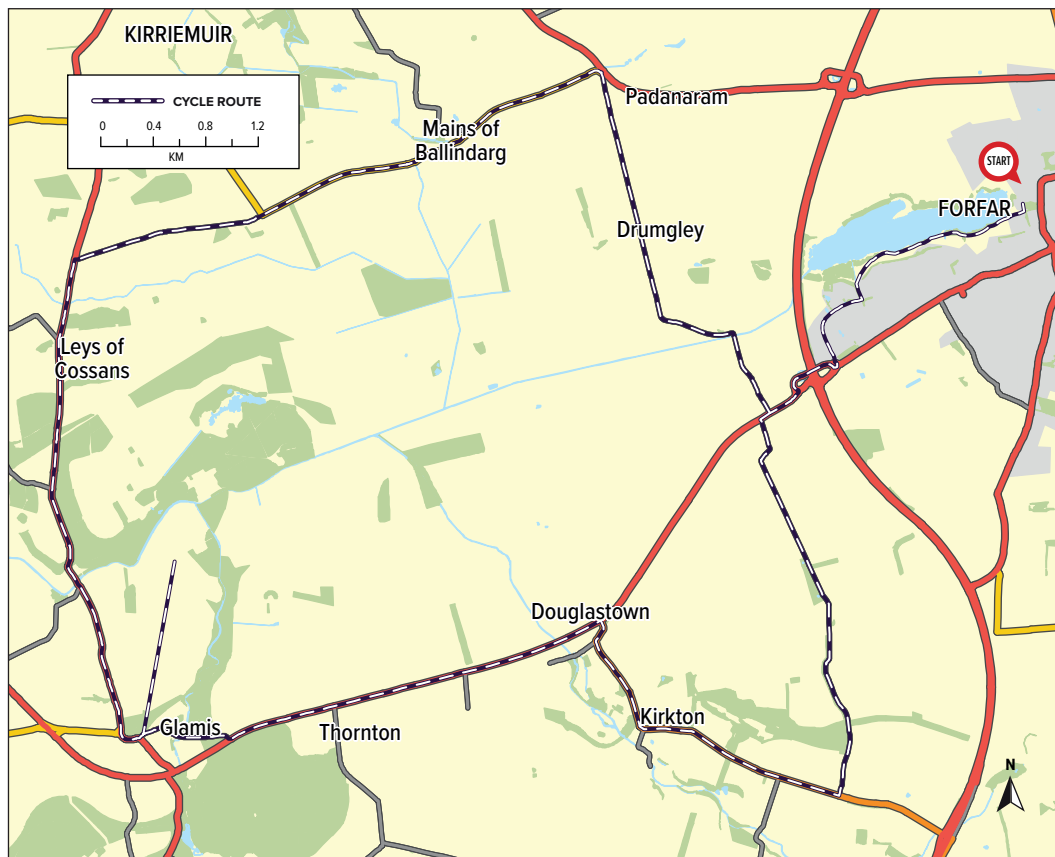 KIRRIEMUIR
CYCLE ROUTE
0 0.4 0.8 1.2
KM
Padanaram
Mains of
Ballindarg
START
FORFAR
Drumgley
Leys of
Cossans
Douglastown
Kirkton
Glamis
Thornton
N